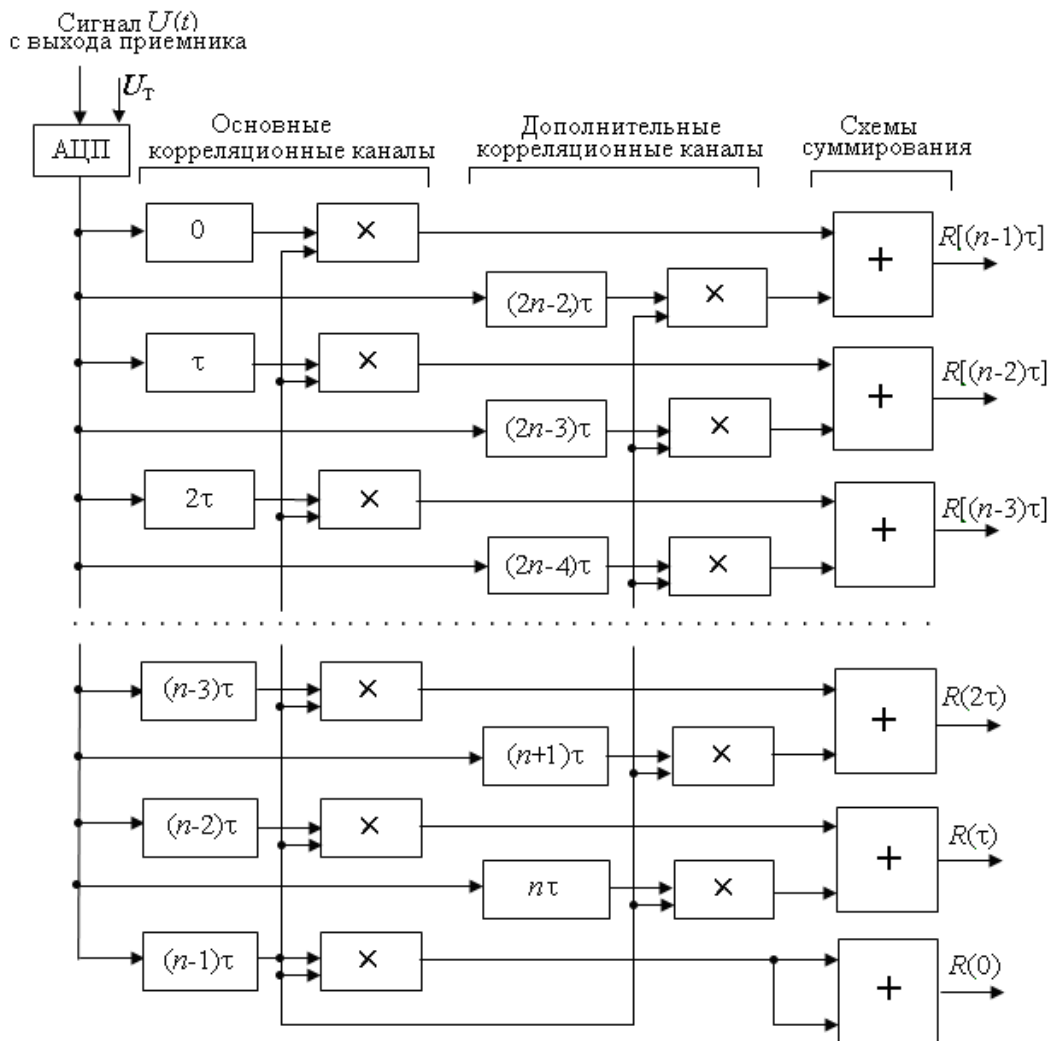 Сигнал U(t)
с выхода приемника
U_T
АЦП
Основные
корреляционные каналы
Дополнительные
корреляционные каналы
Схемы
суммирования
0
×
+
R[(n-1)τ]
(2n-2)τ
×
τ
×
+
R[(n-2)τ]
(2n-3)τ
×
2τ
×
+
R[(n-3)τ]
(2n-4)τ
×
(n-3)τ
×
+
R(2τ)
(n+1)τ
×
(n-2)τ
×
+
R(τ)
nτ
×
(n-1)τ
×
+
R(0)